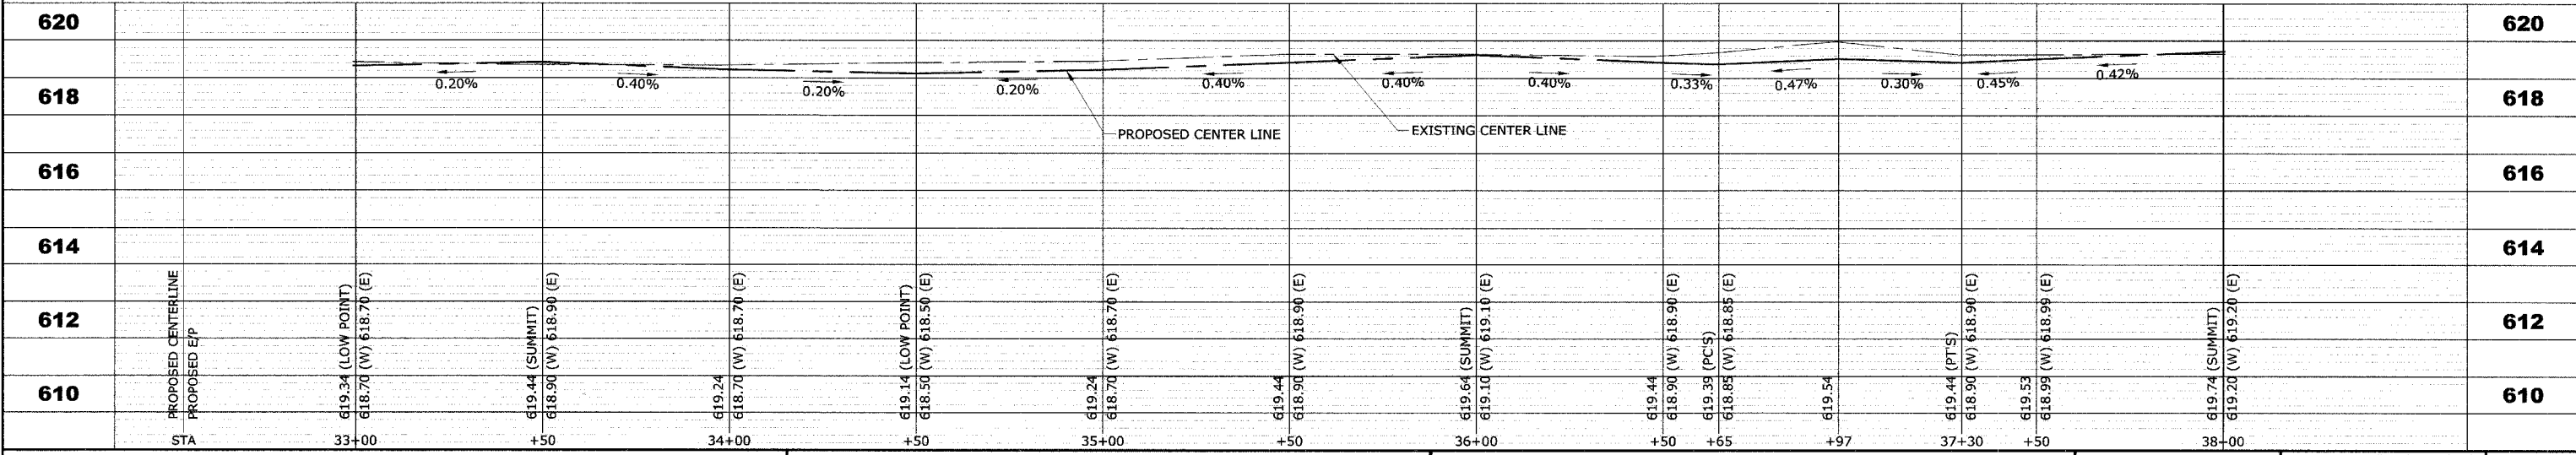 620 620
0.20% 0.40% 0.20% 0.20% 0.40% 0.40% 0.40% 0.33% 0.47% 0.30% 0.45% 0.42%
618 618
PROPOSED CENTER LINE EXISTING CENTER LINE
616 616
614 614
612 612
610 610
PROPOSED CENTERLINE
PROPOSED E/P
619.34 (LOW POINT)
618.70 (W) 618.70 (E)
619.44 (SUMMIT)
618.90 (W) 618.90 (E)
619.24
618.70 (W) 618.70 (E)
619.14 (LOW POINT)
618.50 (W) 618.50 (E)
619.24
618.70 (W) 618.70 (E)
619.44
618.90 (W) 618.90 (E)
619.64 (SUMMIT)
619.10 (W) 619.10 (E)
619.44
618.90 (W) 618.90 (E)
619.39 (PC'S)
618.85 (W) 618.85 (E)
619.54
619.44 (PT'S)
618.90 (W) 618.90 (E)
619.53
618.99 (W) 618.99 (E)
619.74 (SUMMIT)
619.20 (W) 619.20 (E)
STA 33+00 +50 34+00 +50 35+00 +50 36+00 +50 +65 +97 37+30 +50 38+00